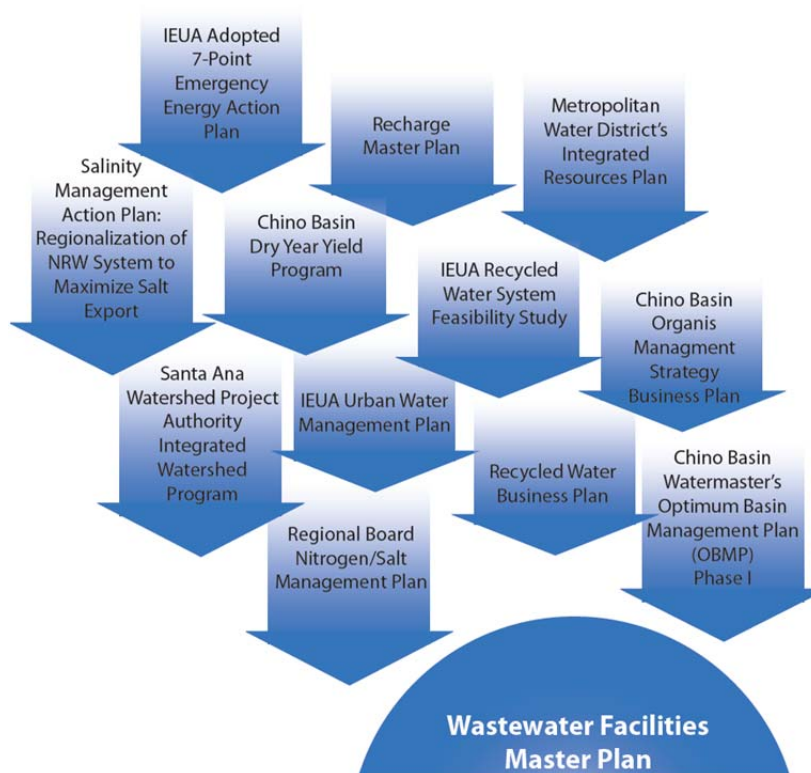 IEUA Adopted
7-Point
Emergency
Energy Action
Plan
Recharge
Master Plan
Metropolitan
Water District's
Integrated
Resources Plan
Salinity
Management
Action Plan:
Regionalization of
NRW System to
Maximize Salt
Export
Chino Basin
Dry Year Yield
Program
IEUA Recycled
Water System
Feasibility Study
Chino Basin
Organis
Managment
Strategy
Business Plan
Santa Ana
Watershed Project
Authority
Integrated
Watershed
Program
IEUA Urban Water
Management Plan
Recycled Water
Business Plan
Chino Basin
Watermaster's
Optimum Basin
Management Plan
(OBMP)
Phase I
Regional Board
Nitrogen/Salt
Management Plan
Wastewater Facilities
Master Plan